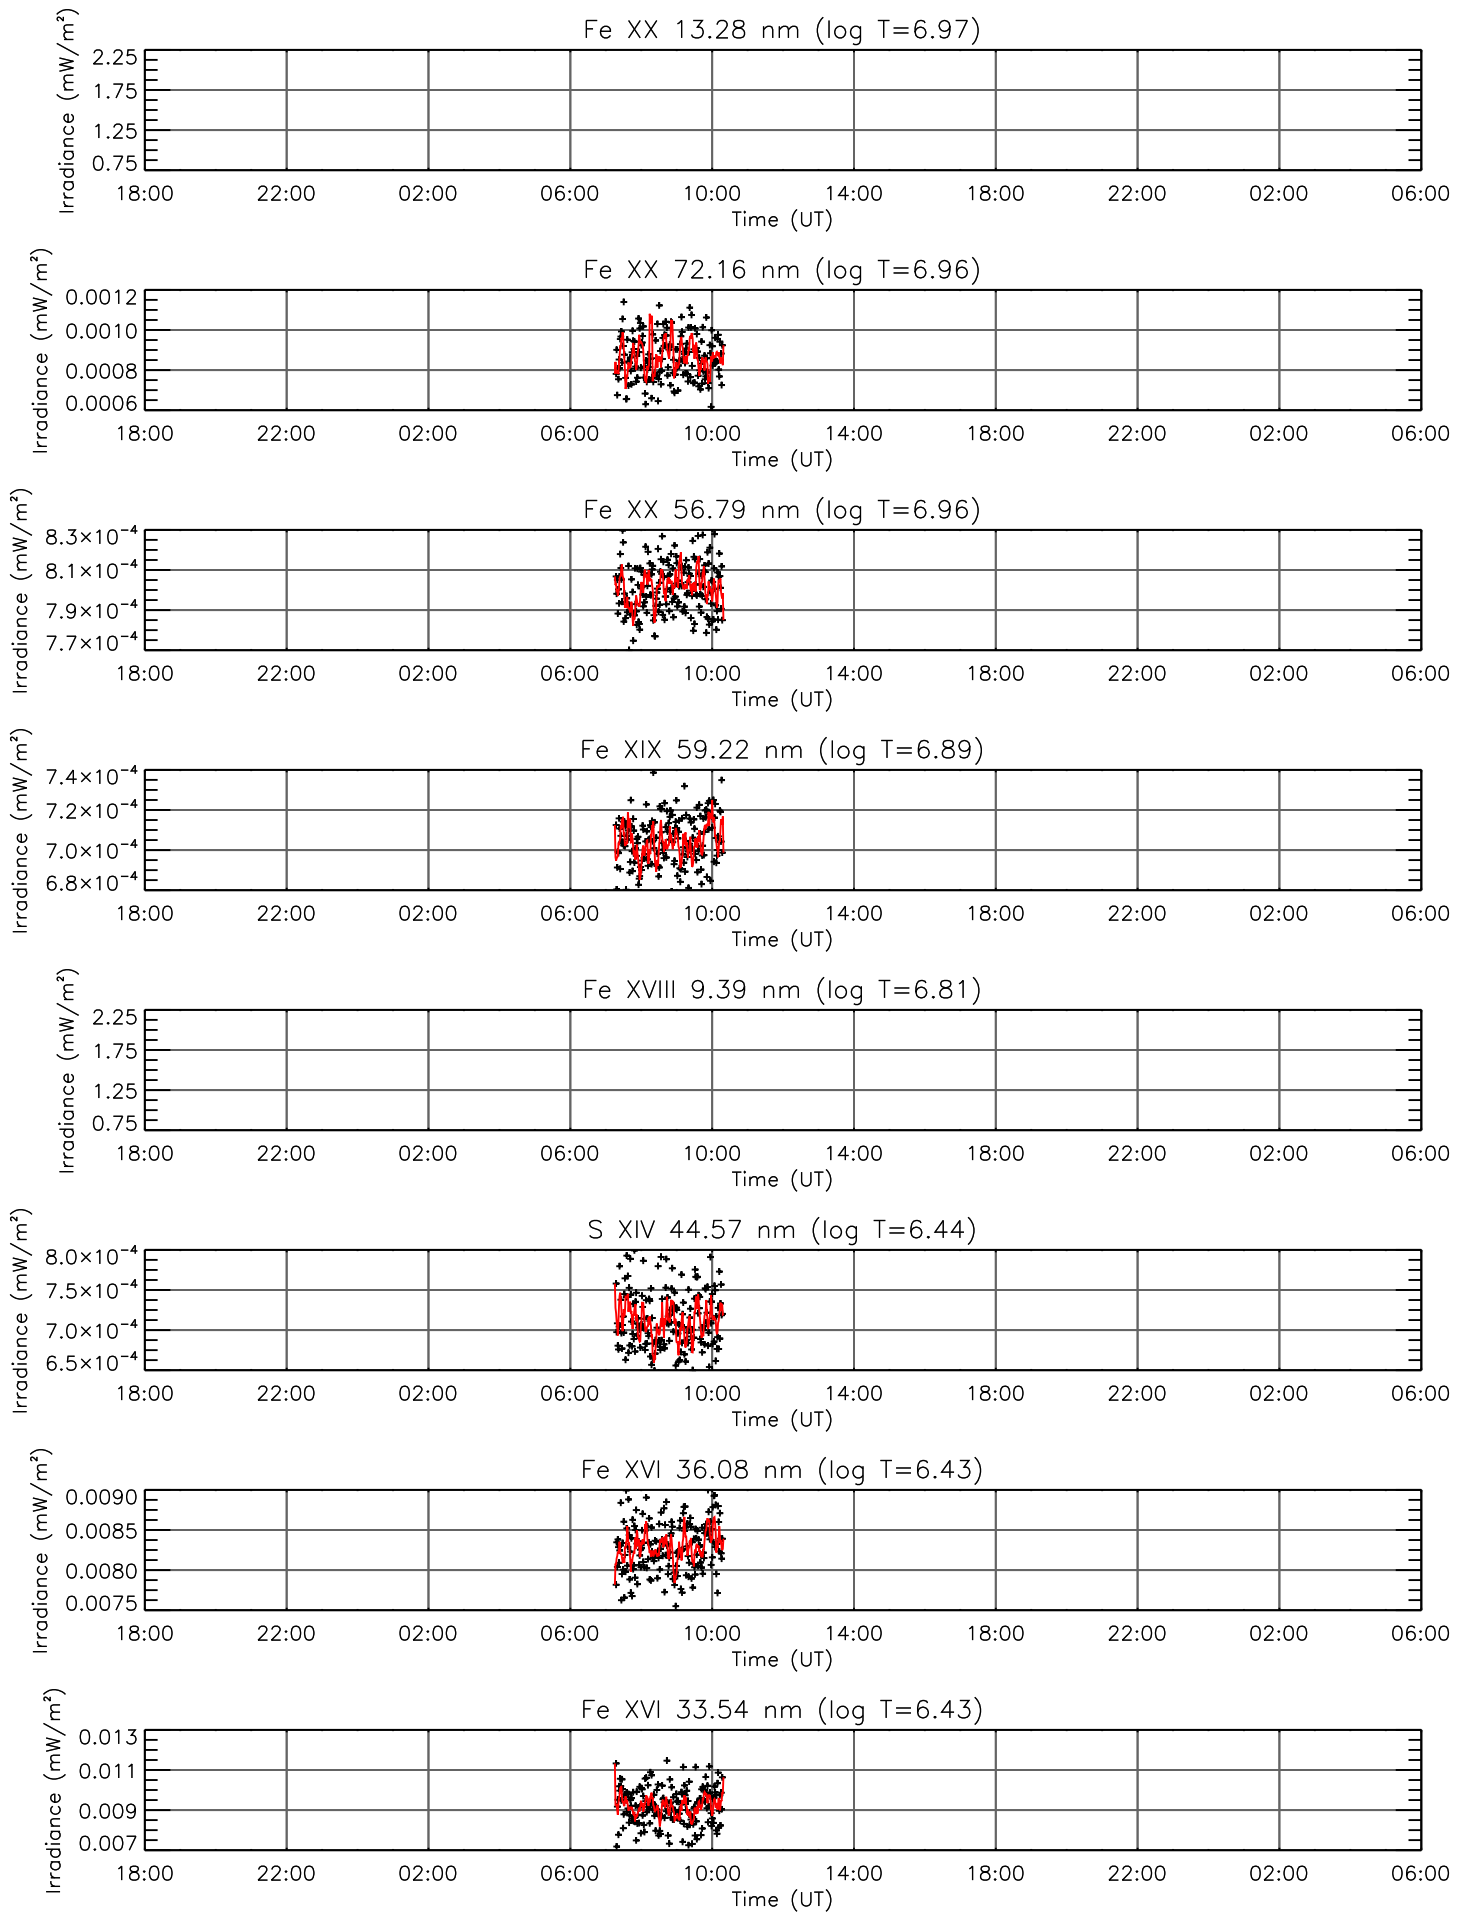 Fe XX 13.28 nm (log T=6.97)
Irradiance (mW/m²)
2.25
1.75
1.25
0.75
18:00 22:00 02:00 06:00 10:00 14:00 18:00 22:00 02:00 06:00
Time (UT)
Fe XX 72.16 nm (log T=6.96)
Irradiance (mW/m²)
0.0012
0.0010
0.0008
0.0006
18:00 22:00 02:00 06:00 10:00 14:00 18:00 22:00 02:00 06:00
Time (UT)
Fe XX 56.79 nm (log T=6.96)
Irradiance (mW/m²)
8.3×10⁻⁴
8.1×10⁻⁴
7.9×10⁻⁴
7.7×10⁻⁴
18:00 22:00 02:00 06:00 10:00 14:00 18:00 22:00 02:00 06:00
Time (UT)
Fe XIX 59.22 nm (log T=6.89)
Irradiance (mW/m²)
7.4×10⁻⁴
7.2×10⁻⁴
7.0×10⁻⁴
6.8×10⁻⁴
18:00 22:00 02:00 06:00 10:00 14:00 18:00 22:00 02:00 06:00
Time (UT)
Fe XVIII 9.39 nm (log T=6.81)
Irradiance (mW/m²)
2.25
1.75
1.25
0.75
18:00 22:00 02:00 06:00 10:00 14:00 18:00 22:00 02:00 06:00
Time (UT)
S XIV 44.57 nm (log T=6.44)
Irradiance (mW/m²)
8.0×10⁻⁴
7.5×10⁻⁴
7.0×10⁻⁴
6.5×10⁻⁴
18:00 22:00 02:00 06:00 10:00 14:00 18:00 22:00 02:00 06:00
Time (UT)
Fe XVI 36.08 nm (log T=6.43)
Irradiance (mW/m²)
0.0090
0.0085
0.0080
0.0075
18:00 22:00 02:00 06:00 10:00 14:00 18:00 22:00 02:00 06:00
Time (UT)
Fe XVI 33.54 nm (log T=6.43)
Irradiance (mW/m²)
0.013
0.011
0.009
0.007
18:00 22:00 02:00 06:00 10:00 14:00 18:00 22:00 02:00 06:00
Time (UT)